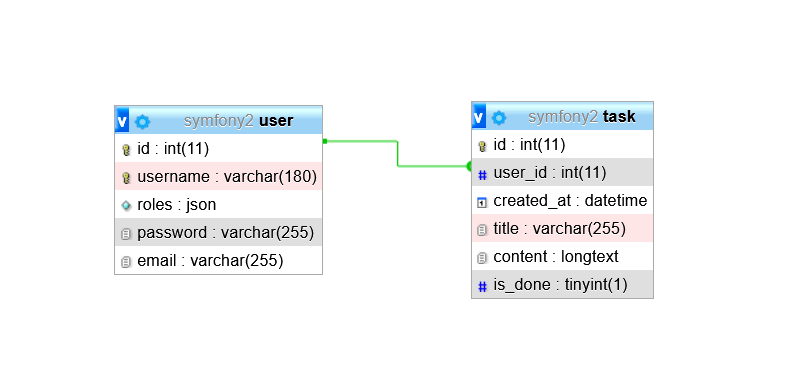 v symfony2 user
id : int(11)
username : varchar(180)
roles : json
password : varchar(255)
email : varchar(255)
v symfony2 task
id : int(11)
# user_id : int(11)
created_at : datetime
title : varchar(255)
content : longtext
# is_done : tinyint(1)